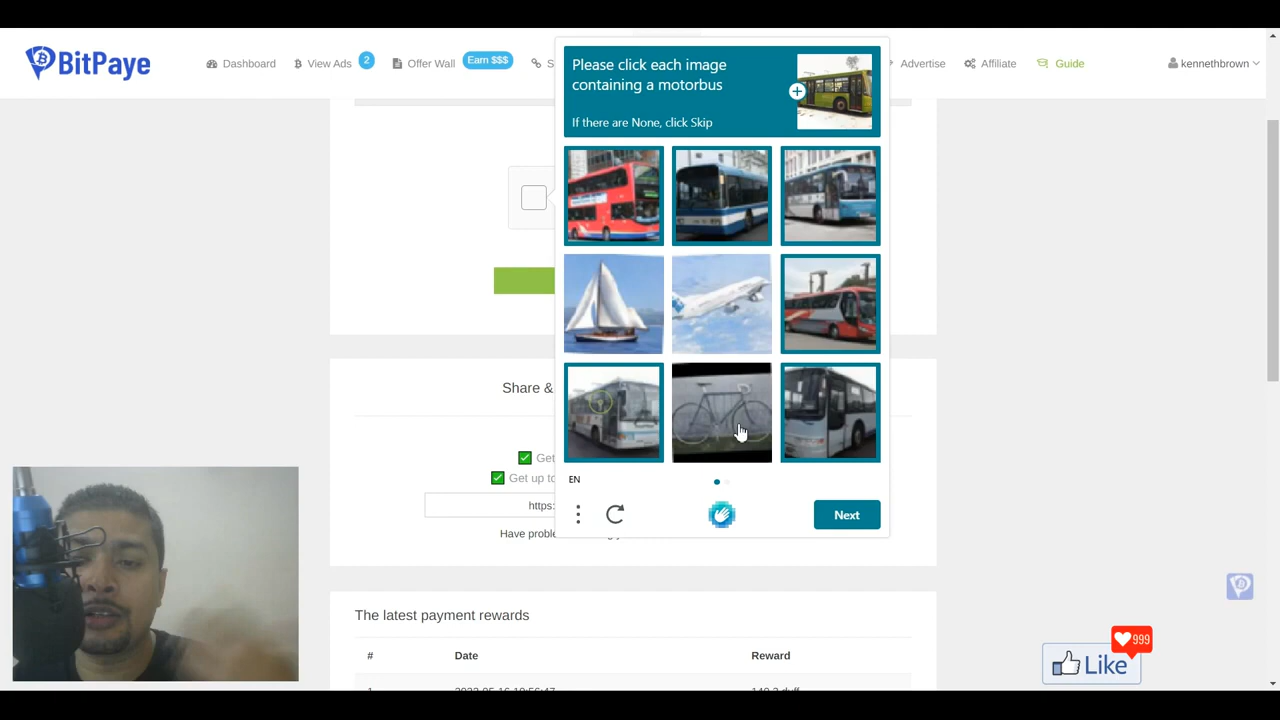 BitPaye
Dashboard
View Ads
2
Offer Wall
Earn $$$
S
Advertise
Affiliate
Guide
kennethbrown
Please click each image
containing a motorbus
If there are None, click Skip
EN
Next
Share &
Get
Get up to
https:
Have proble
The latest payment rewards
# Date Reward
999
Like